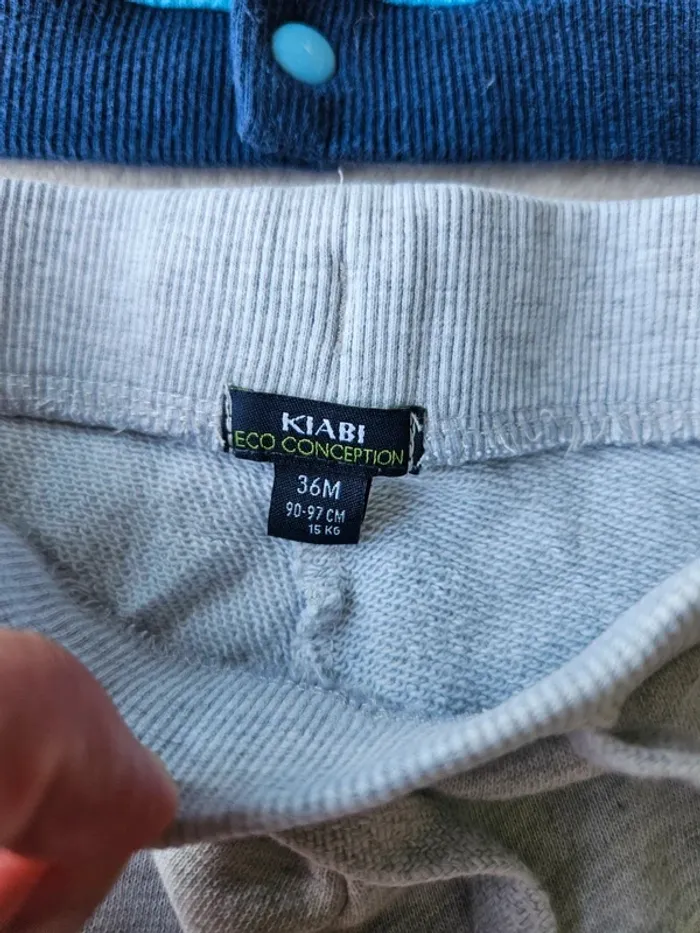 KIABI
ECO CONCEPTION
36M
90-97 CM
15 KG